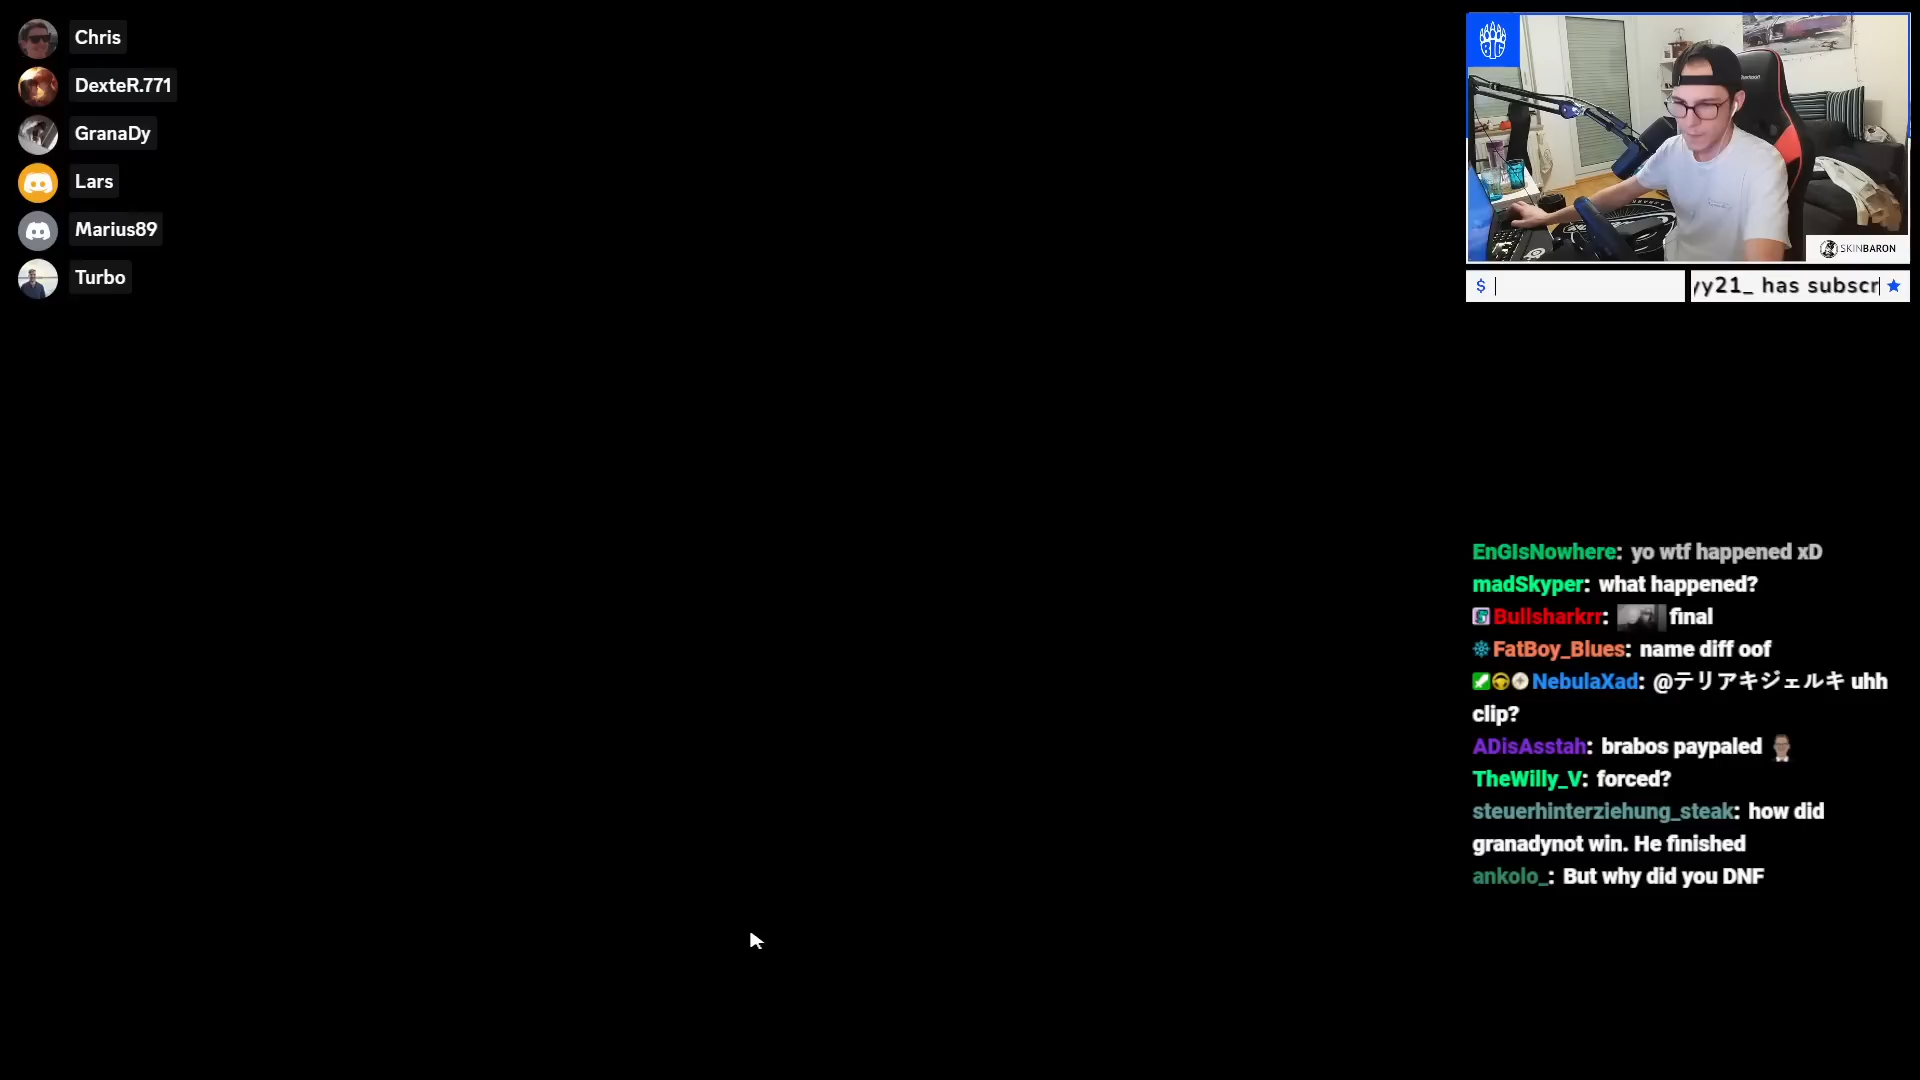 Chris
DexteR.771
GranaDy
Lars
Marius89
Turbo
BIG
SKINBARON
$
yy21_ has subscr
EnGIsNowhere: yo wtf happened xD
madSkyper: what happened?
Bullsharkrr: final
FatBoy_Blues: name diff oof
NebulaXad: @テリアキジェルキ uhh
clip?
ADisAsstah: brabos paypaled
TheWilly_V: forced?
steuerhinterziehung_steak: how did
granadynot win. He finished
ankolo_: But why did you DNF